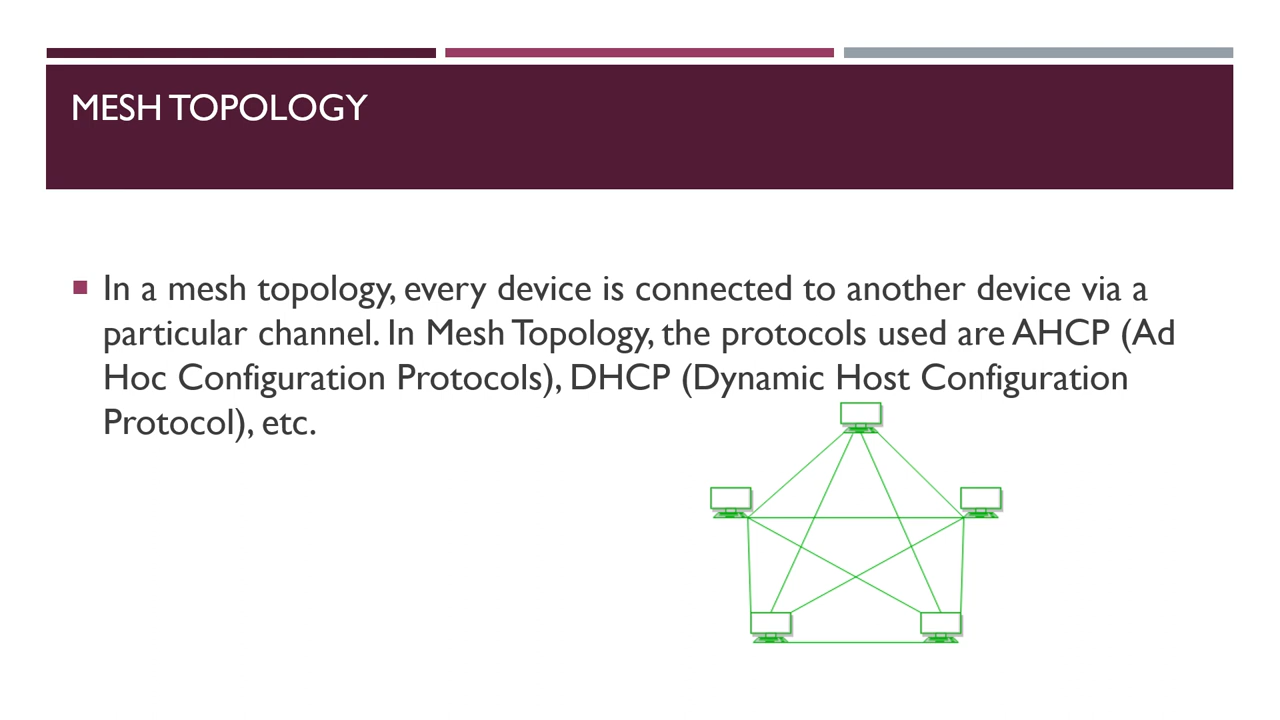 MESH TOPOLOGY
In a mesh topology, every device is connected to another device via a
particular channel. In Mesh Topology, the protocols used are AHCP (Ad
Hoc Configuration Protocols), DHCP (Dynamic Host Configuration
Protocol), etc.